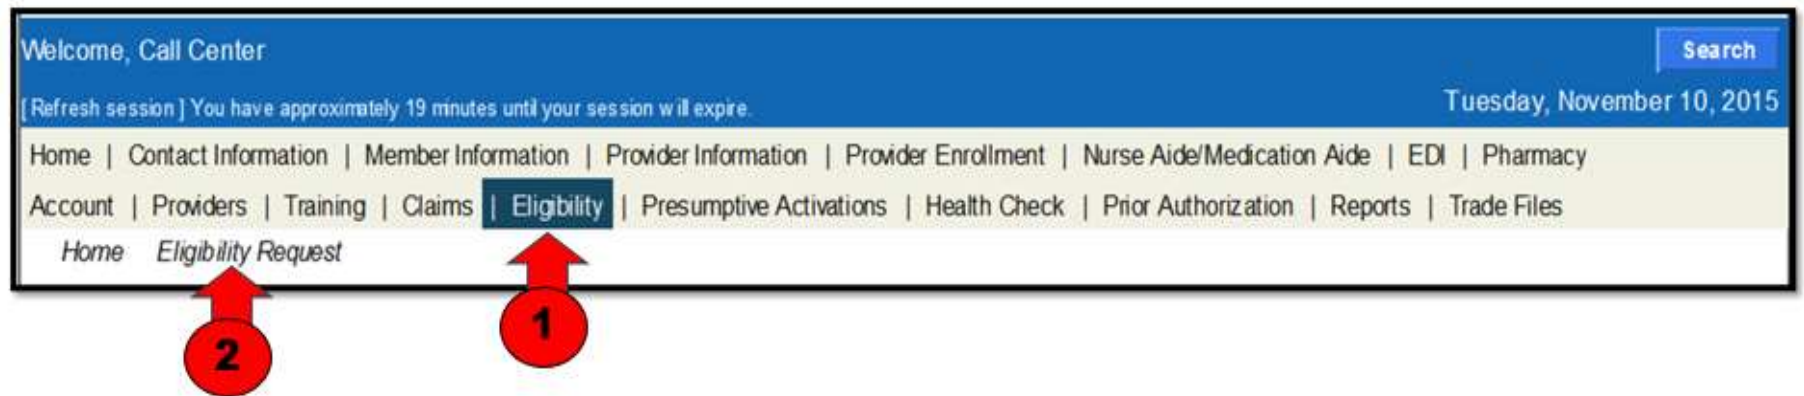 Welcome, Call Center
Search
[ Refresh session ] You have approximately 19 minutes until your session will expire.
Tuesday, November 10, 2015
Home | Contact Information | Member Information | Provider Information | Provider Enrollment | Nurse Aide/Medication Aide | EDI | Pharmacy
Account | Providers | Training | Claims | Eligibility | Presumptive Activations | Health Check | Prior Authorization | Reports | Trade Files
Home Eligibility Request
1
2